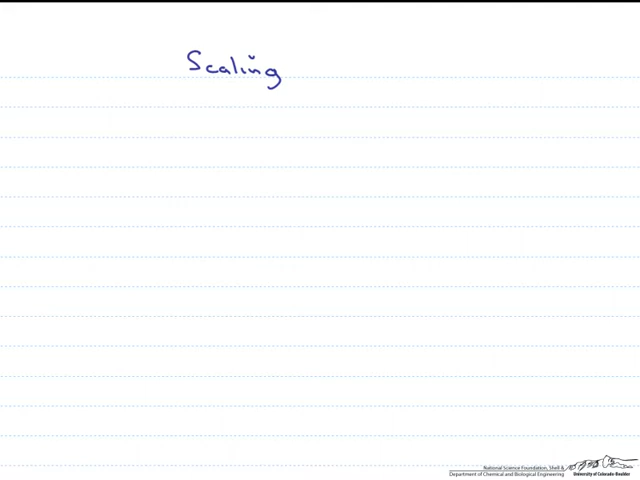 Scaling
National Science Foundation, Shell &
Department of Chemical and Biological Engineering
University of Colorado-Boulder